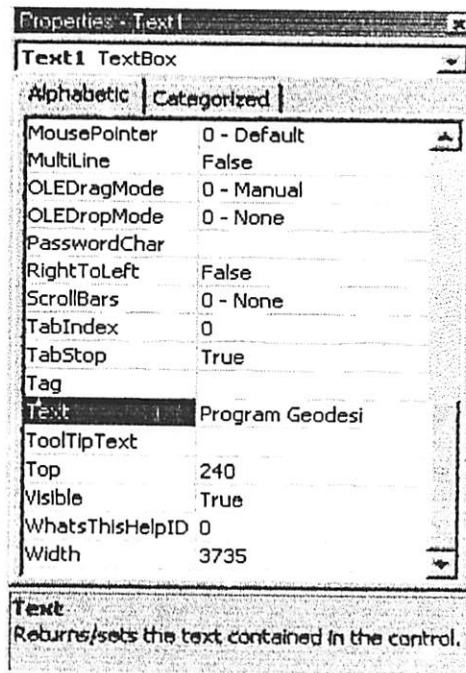 Properties - Text1
Text1 TextBox
Alphabetic Categorized
MousePointer 0 - Default
MultiLine False
OLEDragMode 0 - Manual
OLEDropMode 0 - None
PasswordChar
RightToLeft False
ScrollBars 0 - None
TabIndex 0
TabStop True
Tag
Text Program Geodesi
ToolTipText
Top 240
Visible True
WhatsThisHelpID 0
Width 3735
Text
Returns/sets the text contained in the control.